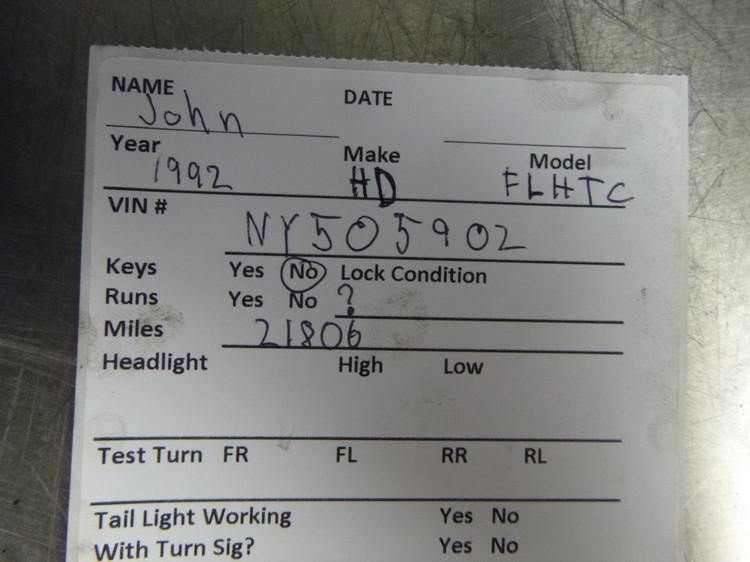 NAME John DATE
Year 1992 Make HD Model FLHTC
VIN # NY505902
Keys Yes No Lock Condition
Runs Yes No ?
Miles 21806
Headlight High Low
Test Turn FR FL RR RL
Tail Light Working Yes No
With Turn Sig? Yes No